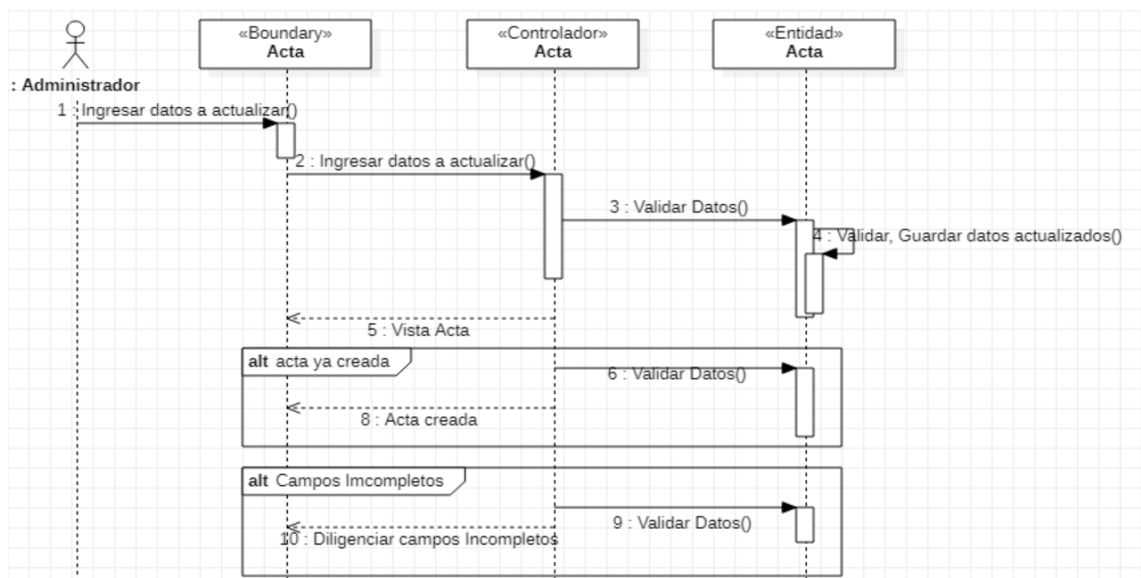 «Boundary»
Acta
«Controlador»
Acta
«Entidad»
Acta
: Administrador
1 : Ingresar datos a actualizar()
2 : Ingresar datos a actualizar()
3 : Validar Datos()
4 : Validar, Guardar datos actualizados()
5 : Vista Acta
alt acta ya creada
6 : Validar Datos()
8 : Acta creada
alt Campos Imcompletos
9 : Validar Datos()
10 : Diligenciar campos Incompletos